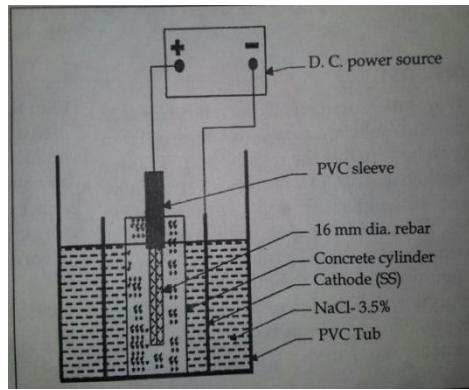 + -
D. C. power source
PVC sleeve
16 mm dia. rebar
Concrete cylinder
Cathode (SS)
NaCl- 3.5%
PVC Tub